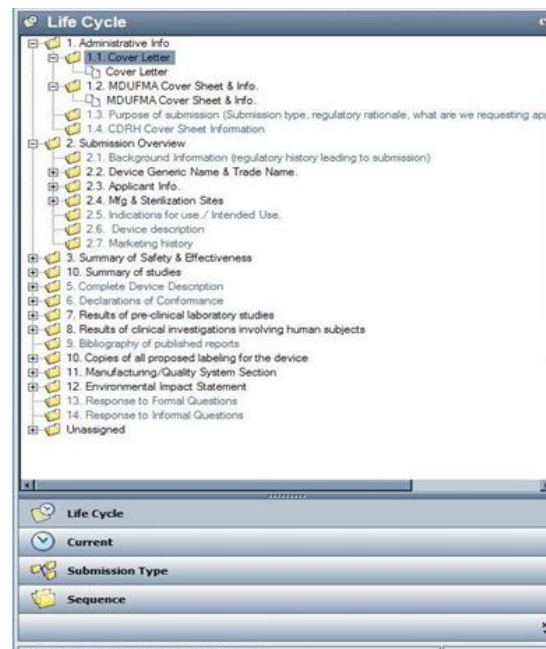 Life Cycle
1. Administrative Info
1.1. Cover Letter
Cover Letter
1.2. MDUFMA Cover Sheet & Info.
MDUFMA Cover Sheet & Info.
1.3. Purpose of submission (Submission type, regulatory rationale, what are we requesting
1.4. CDRH Cover Sheet Information
2. Submission Overview
2.1. Background Information (regulatory history leading to submission)
2.2. Device Generic Name & Trade Name.
2.3. Applicant Info.
2.4. Mfg & Sterilization Sites
2.5. Indications for use / Intended Use.
2.6. Device description
2.7. Marketing history
3. Summary of Safety & Effectiveness
10. Summary of studies
5. Complete Device Description
6. Declarations of Conformance
7. Results of pre-clinical laboratory studies
8. Results of clinical investigations involving human subjects
9. Bibliography of published reports
10. Copies of all proposed labeling for the device
11. Manufacturing/Quality System Section
12. Environmental Impact Statement
13. Response to Formal Questions
14. Response to Informal Questions
Unassigned
Life Cycle
Current
Submission Type
Sequence